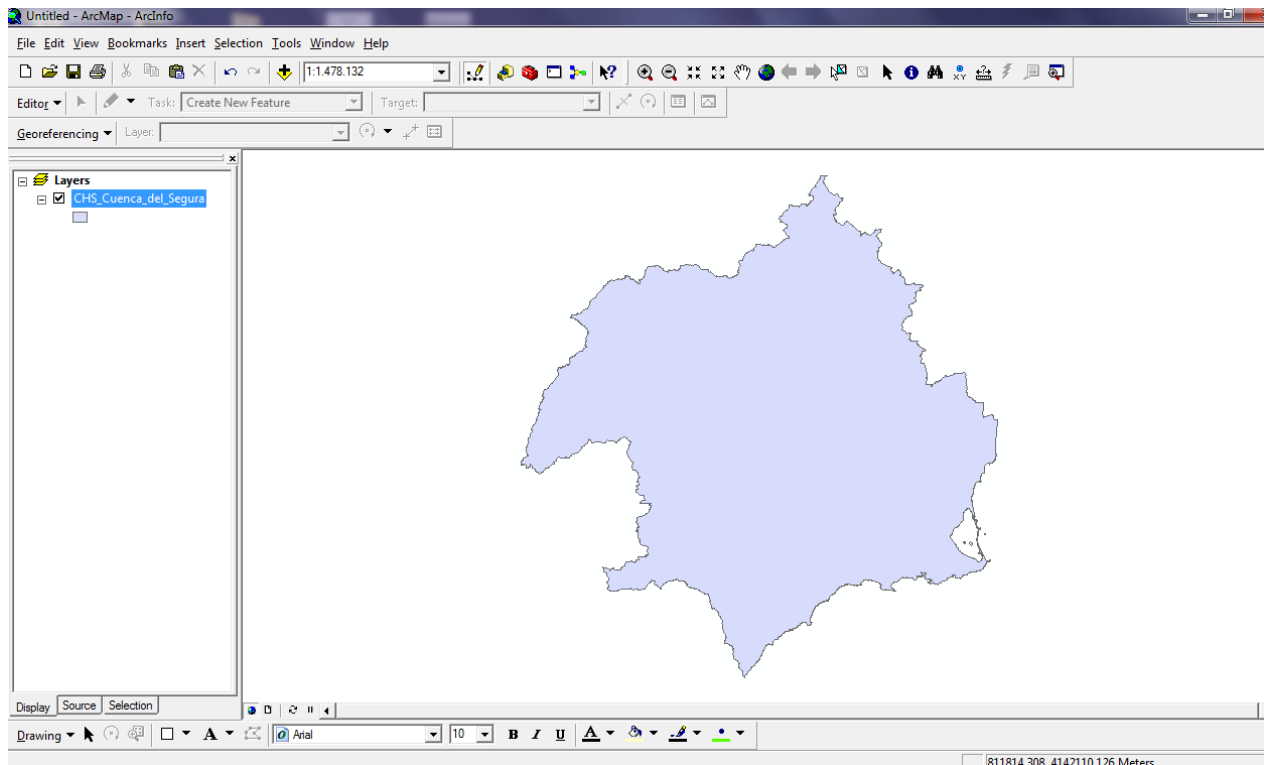 Untitled - ArcMap - ArcInfo
File Edit View Bookmarks Insert Selection Tools Window Help
1:1.478.132
Editor Task: Create New Feature Target:
Georeferencing Layer:
Layers
CHS_Cuenca_del_Segura
Display Source Selection
Drawing A Arial 10 B I U A
811814,308 4142110,126 Meters